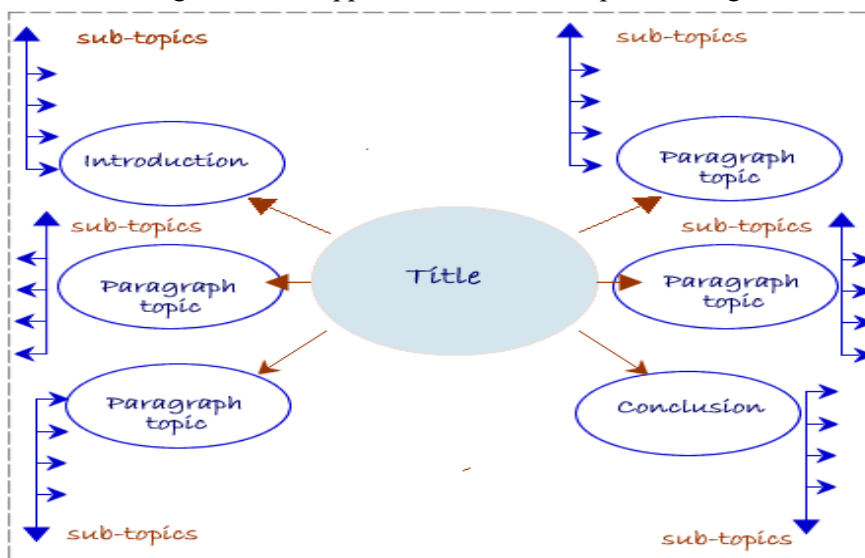 sub-topics
sub-topics
Introduction
Paragraph
topic
sub-topics
sub-topics
Title
Paragraph
topic
Paragraph
topic
Paragraph
topic
Conclusion
sub-topics
sub-topics